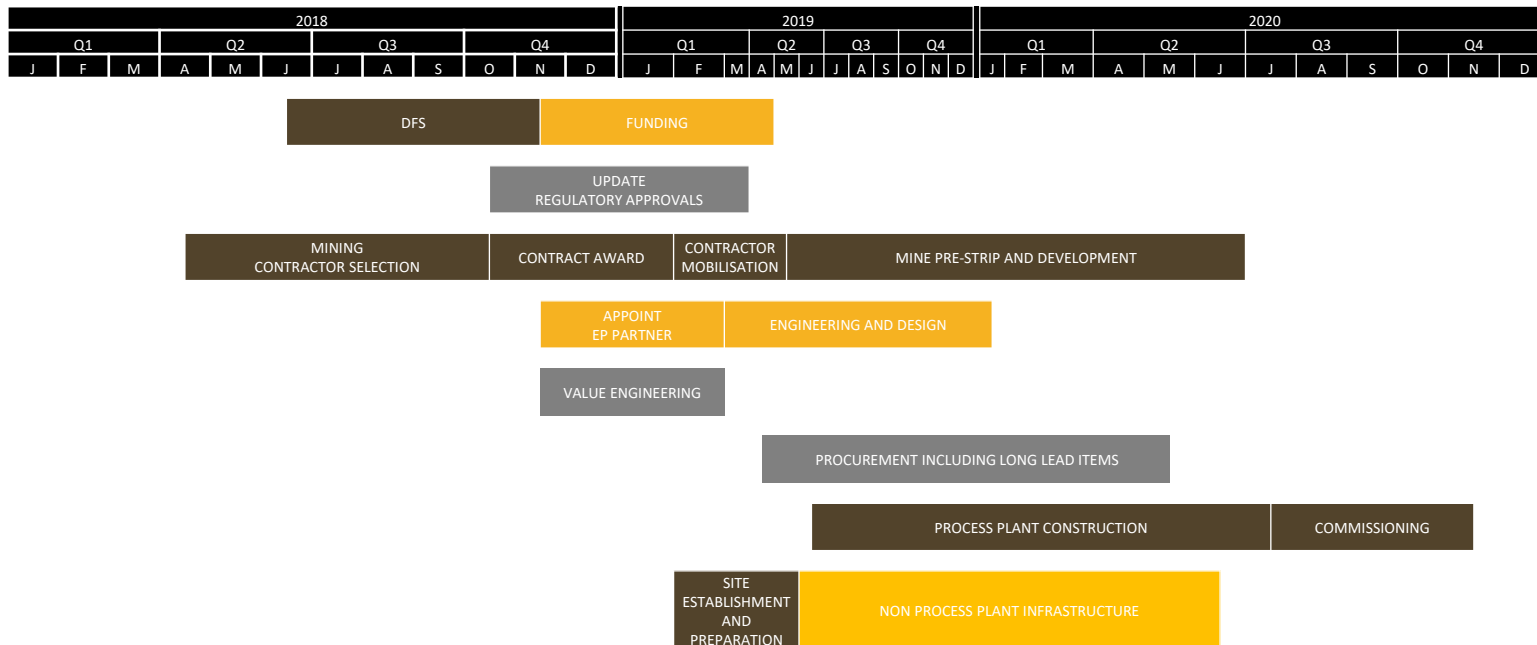 2018 2019 2020
Q1 Q2 Q3 Q4 Q1 Q2 Q3 Q4 Q1 Q2 Q3 Q4
J F M A M J J A S O N D J F M A M J J A S O N D J F M A M J J A S O N D
DFS FUNDING
UPDATE
REGULATORY APPROVALS
MINING
CONTRACTOR SELECTION
CONTRACT AWARD
CONTRACTOR
MOBILISATION
MINE PRE-STRIP AND DEVELOPMENT
APPOINT
EP PARTNER
ENGINEERING AND DESIGN
VALUE ENGINEERING
PROCUREMENT INCLUDING LONG LEAD ITEMS
PROCESS PLANT CONSTRUCTION COMMISSIONING
SITE
ESTABLISHMENT
AND
PREPARATION
NON PROCESS PLANT INFRASTRUCTURE